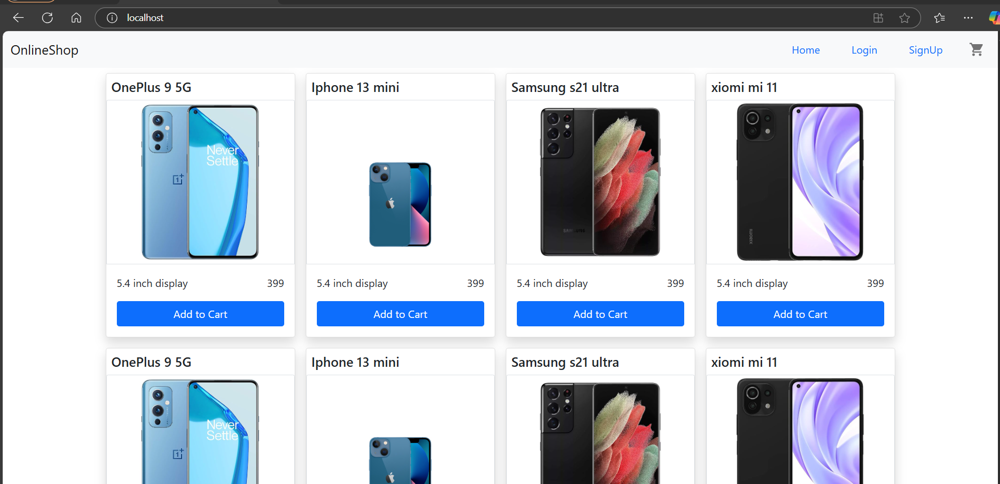 localhost
OnlineShop Home Login SignUp
OnePlus 9 5G Iphone 13 mini Samsung s21 ultra xiomi mi 11
Never
Settle
SAMSUNG
XIAOMI
5.4 inch display 399 5.4 inch display 399 5.4 inch display 399 5.4 inch display 399
Add to Cart Add to Cart Add to Cart Add to Cart
OnePlus 9 5G Iphone 13 mini Samsung s21 ultra xiomi mi 11
Never
Settle